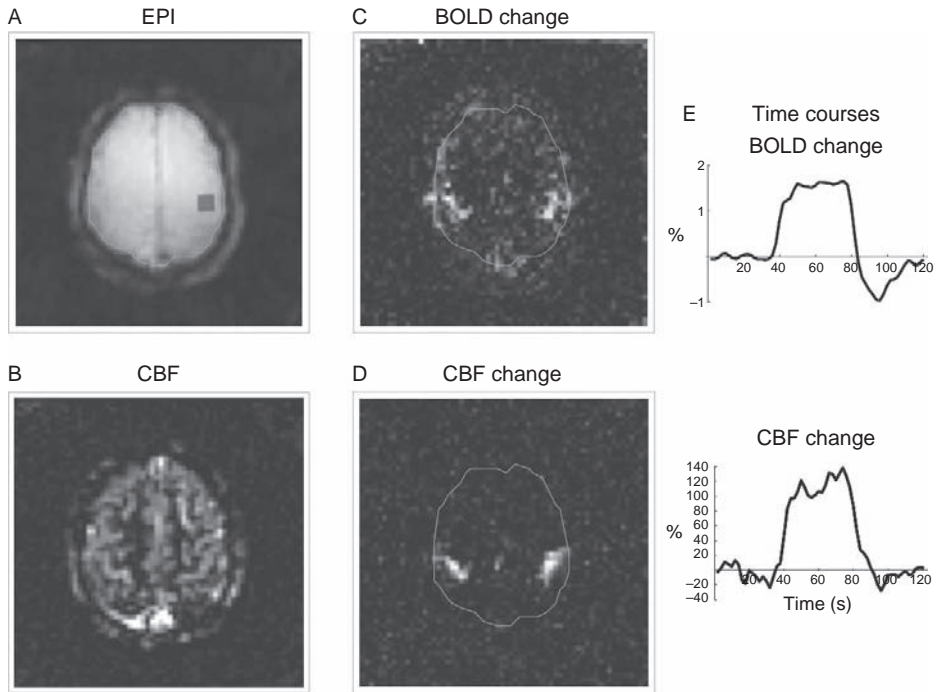 A EPI
C BOLD change
E Time courses
BOLD change
2
1
%
20 40 60 80 100 120
–1
B CBF
D CBF change
CBF change
140
120
100
80
60
%
40
20
0
20 40 60 80 100 120
–20
–40
Time (s)